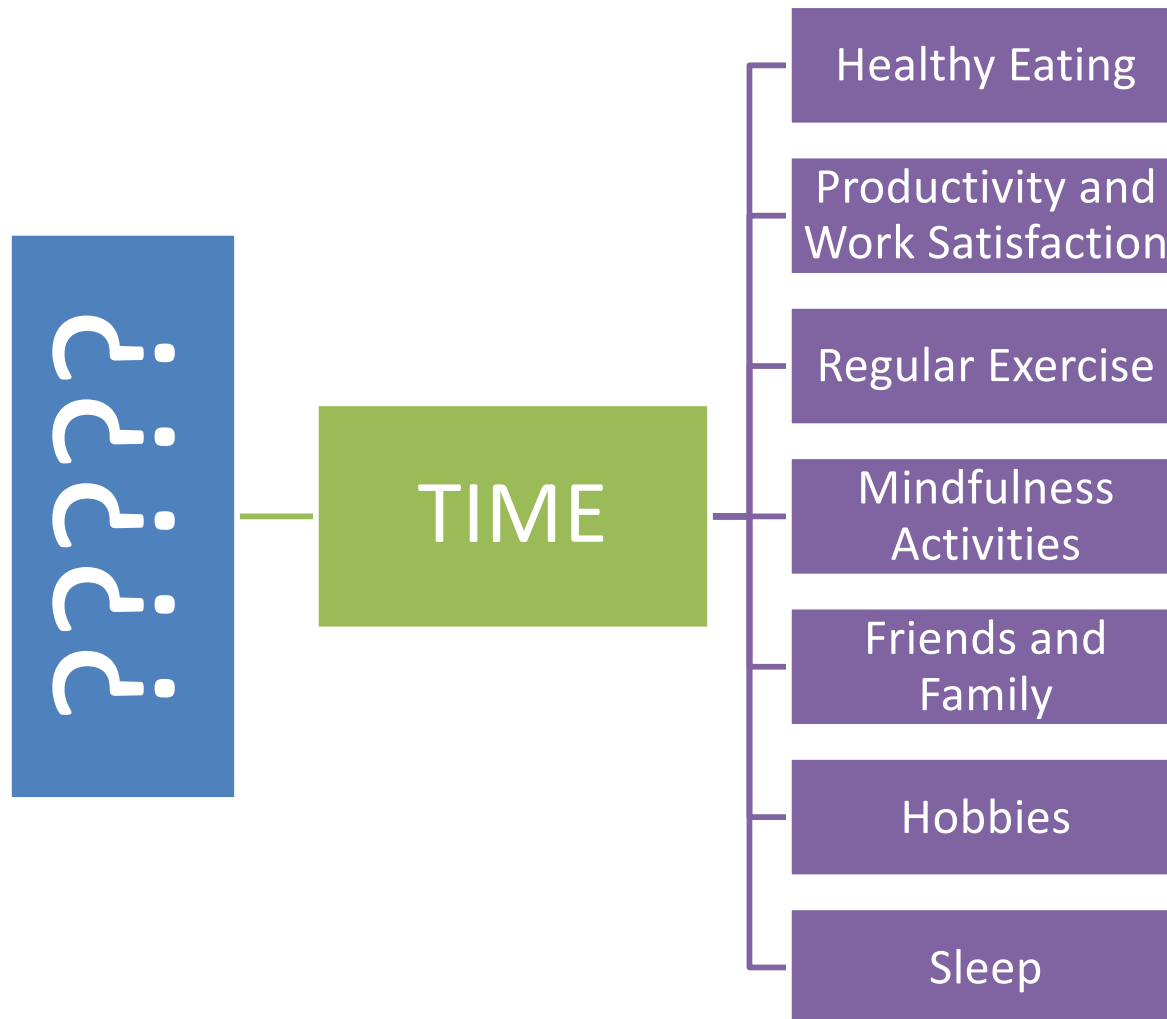 ?????
TIME
Healthy Eating
Productivity and
Work Satisfaction
Regular Exercise
Mindfulness
Activities
Friends and
Family
Hobbies
Sleep